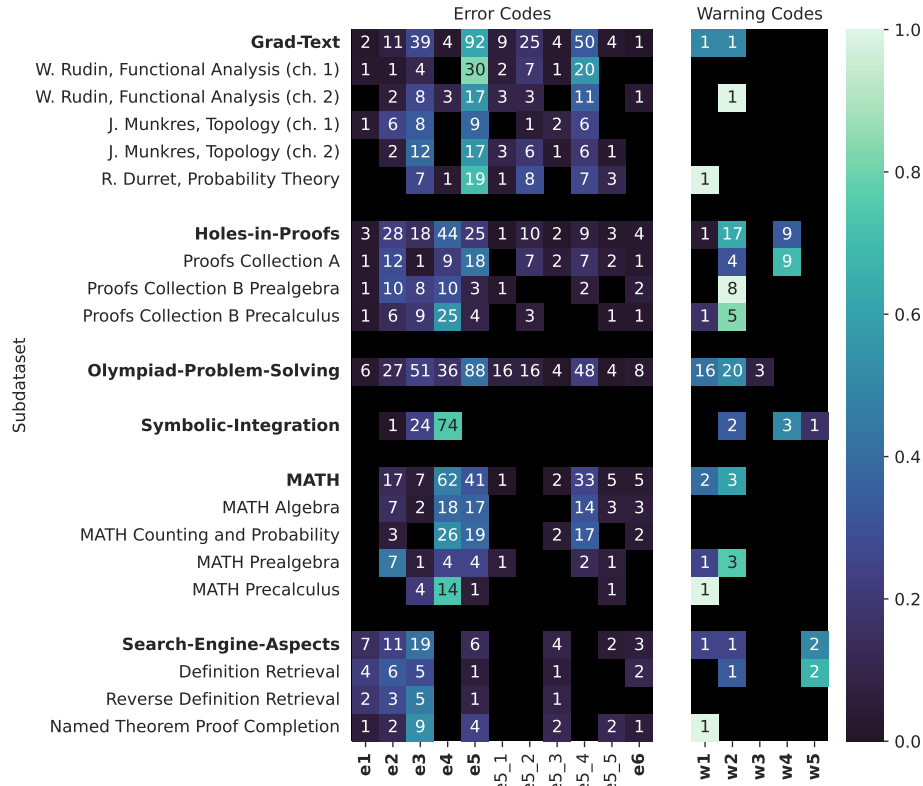 Error Codes
Warning Codes
Subdataset
Grad-Text 2 11 39 4 92 9 25 4 50 4 1 1 1
W. Rudin, Functional Analysis (ch. 1) 1 1 4 30 2 7 1 20
W. Rudin, Functional Analysis (ch. 2) 2 8 3 17 3 3 11 1 1
J. Munkres, Topology (ch. 1) 1 6 8 9 1 2 6
J. Munkres, Topology (ch. 2) 2 12 17 3 6 1 6 1
R. Durret, Probability Theory 7 1 19 1 8 7 3 1
Holes-in-Proofs 3 28 18 44 25 1 10 2 9 3 4 1 17 9
Proofs Collection A 1 12 1 9 18 7 2 7 2 1 4 9
Proofs Collection B Prealgebra 1 10 8 10 3 1 2 2 8
Proofs Collection B Precalculus 1 6 9 25 4 3 1 1 1 5
Olympiad-Problem-Solving 6 27 51 36 88 16 16 4 48 4 8 16 20 3
Symbolic-Integration 1 24 74 2 3 1
MATH 17 7 62 41 1 2 33 5 5 2 3
MATH Algebra 7 2 18 17 14 3 3
MATH Counting and Probability 3 26 19 2 17 2
MATH Prealgebra 7 1 4 4 1 2 1 1 3
MATH Precalculus 4 14 1 1 1
Search-Engine-Aspects 7 11 19 6 4 2 3 1 1 2
Definition Retrieval 4 6 5 1 1 2 1 2
Reverse Definition Retrieval 2 3 5 1 1
Named Theorem Proof Completion 1 2 9 4 2 2 1 1
e1 e2 e3 e4 e5 e5_1 e5_2 e5_3 e5_4 e5_5 e6 w1 w2 w3 w4 w5
1.0
0.8
0.6
0.4
0.2
0.0